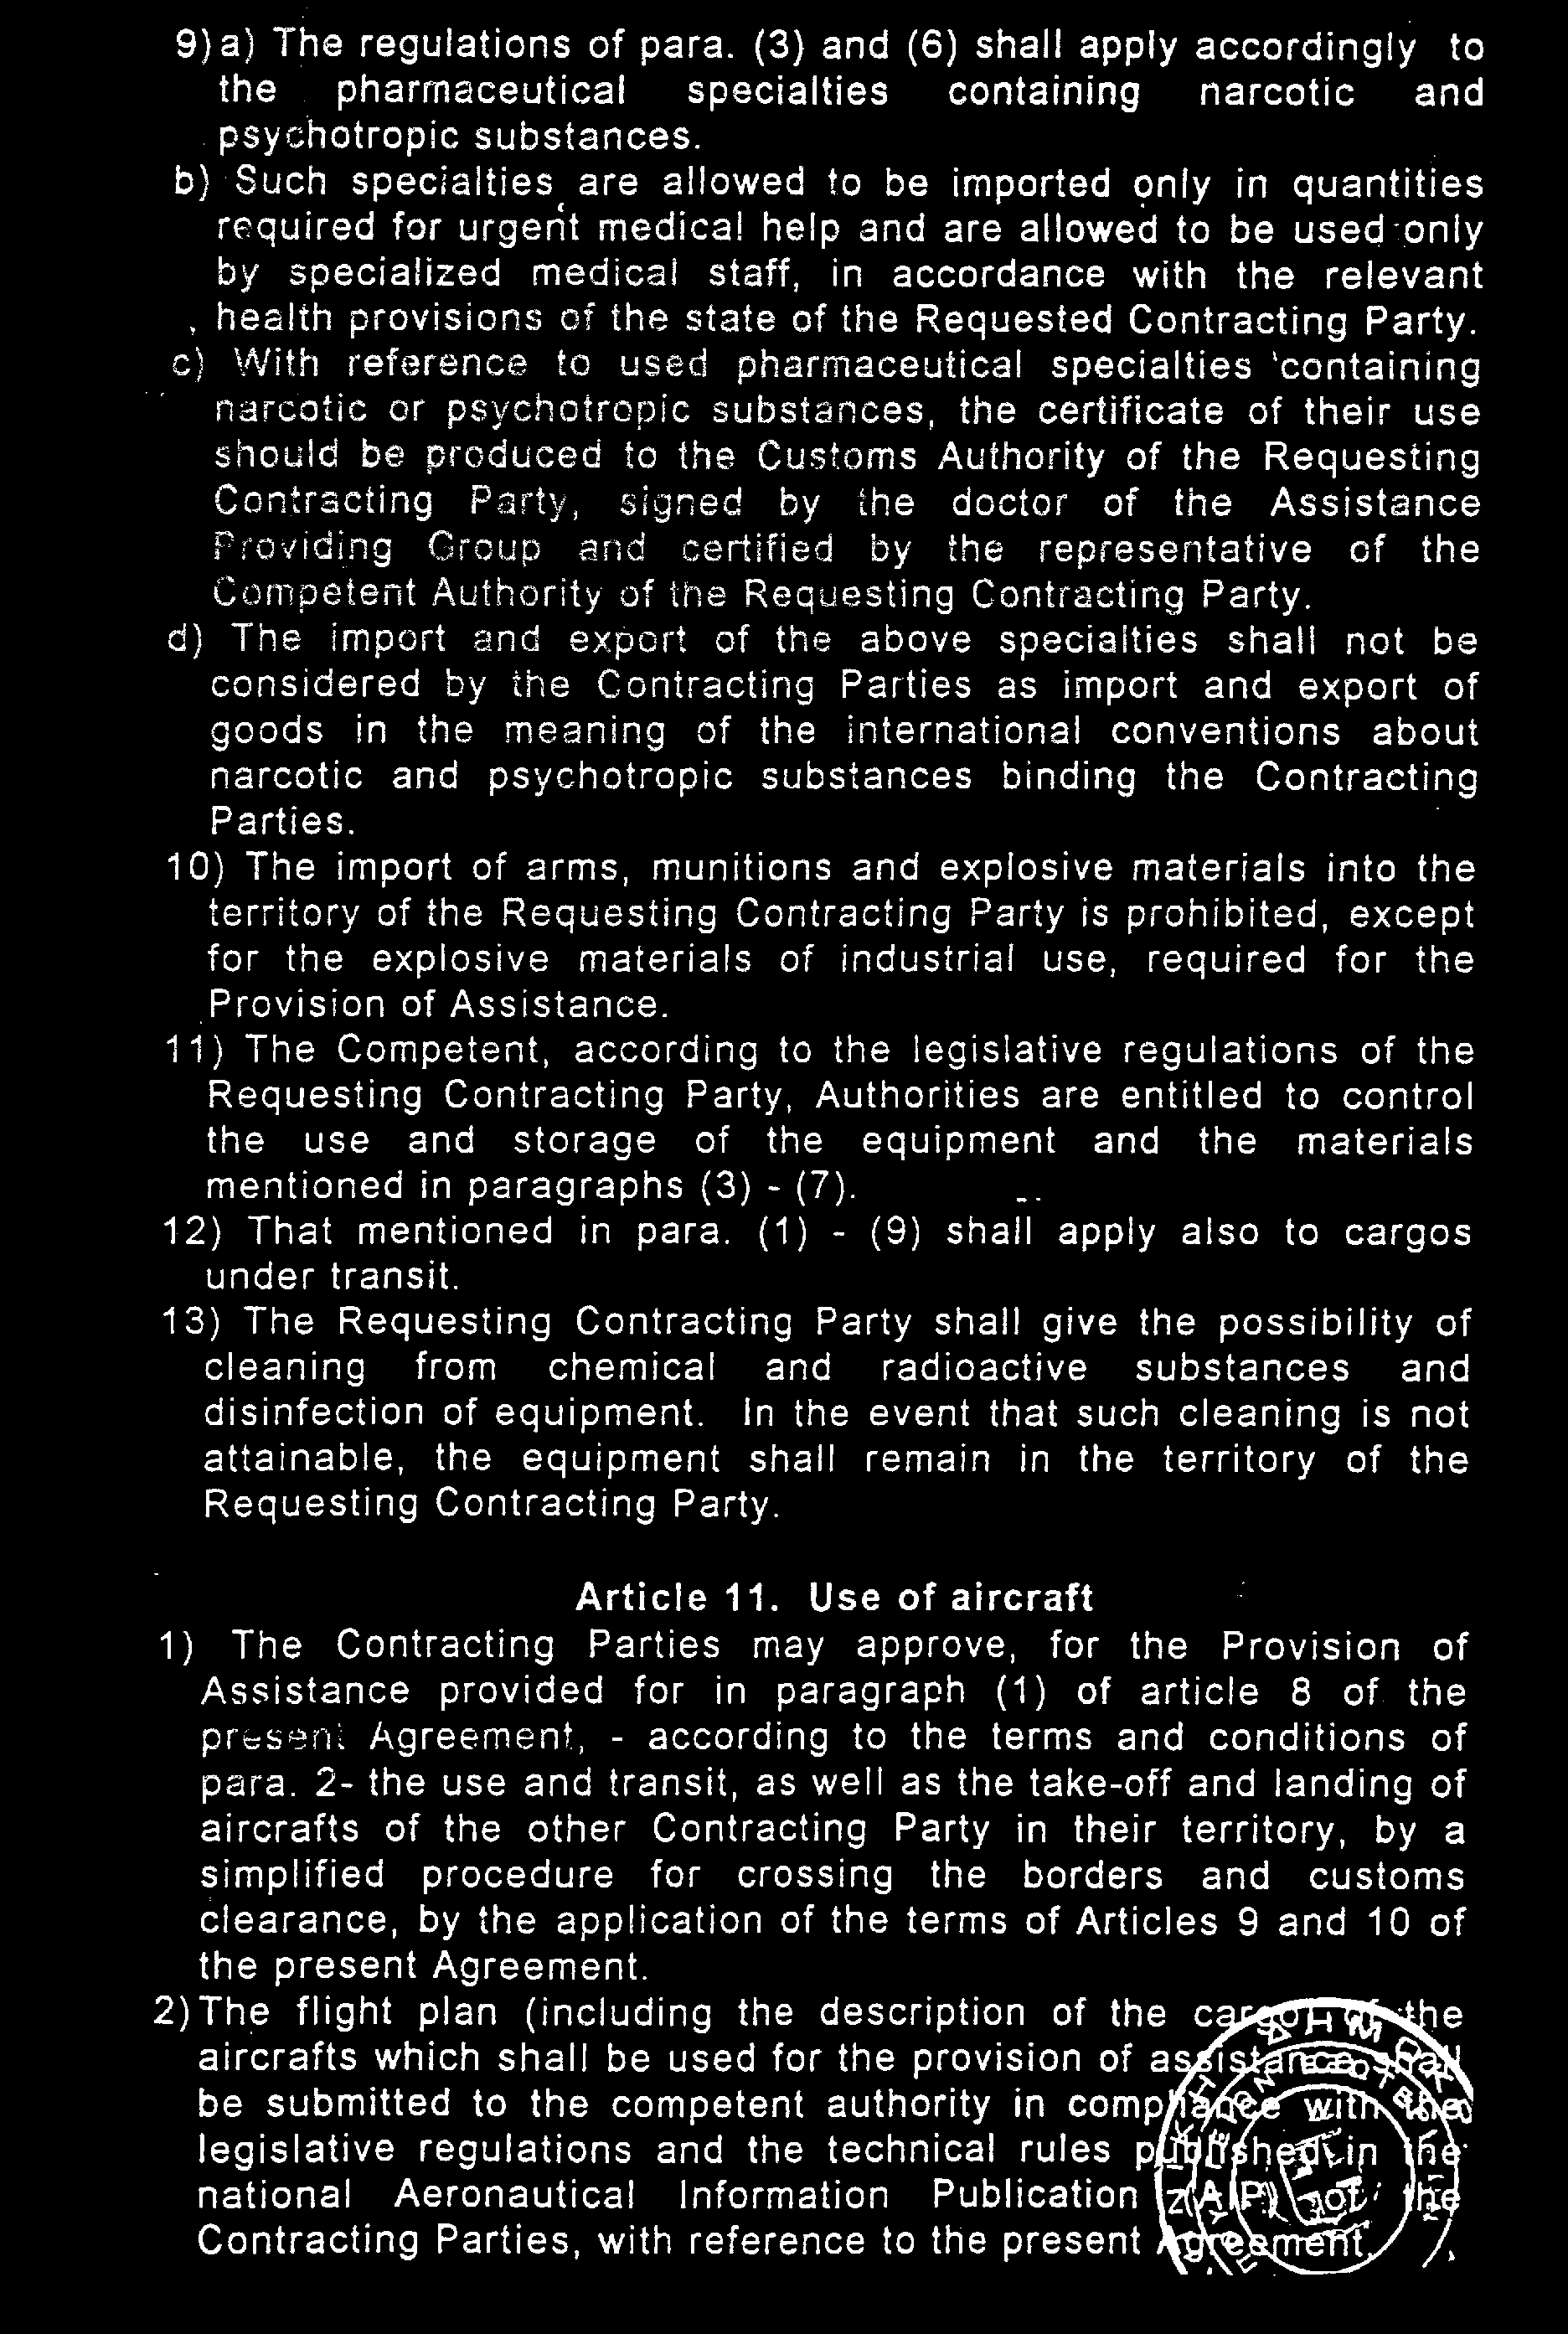 9)a) The regulations of para. (3) and (6) shall apply accordingly to
the pharmaceutical specialties containing narcotic and
psychotropic substances.
b) Such specialties are allowed to be imported only in quantities
required for urgent medical help and are allowed to be used only
by specialized medical staff, in accordance with the relevant
health provisions of the state of the Requested Contracting Party.
c) With reference to used pharmaceutical specialties containing
narcotic or psychotropic substances, the certificate of their use
should be produced to the Customs Authority of the Requesting
Contracting Party, signed by the doctor of the Assistance
Providing Group and certified by the representative of the
Competent Authority of the Requesting Contracting Party.
d) The import and export of the above specialties shall not be
considered by the Contracting Parties as import and export of
goods in the meaning of the international conventions about
narcotic and psychotropic substances binding the Contracting
Parties.
10) The import of arms, munitions and explosive materials into the
territory of the Requesting Contracting Party is prohibited, except
for the explosive materials of industrial use, required for the
Provision of Assistance.
11) The Competent, according to the legislative regulations of the
Requesting Contracting Party, Authorities are entitled to control
the use and storage of the equipment and the materials
mentioned in paragraphs (3) - (7).
12) That mentioned in para. (1) - (9) shall apply also to cargos
under transit.
13) The Requesting Contracting Party shall give the possibility of
cleaning from chemical and radioactive substances and
disinfection of equipment. In the event that such cleaning is not
attainable, the equipment shall remain in the territory of the
Requesting Contracting Party.
Article 11. Use of aircraft
1) The Contracting Parties may approve, for the Provision of
Assistance provided for in paragraph (1) of article 8 of the
present Agreement, - according to the terms and conditions of
para. 2- the use and transit, as well as the take-off and landing of
aircrafts of the other Contracting Party in their territory, by a
simplified procedure for crossing the borders and customs
clearance, by the application of the terms of Articles 9 and 10 of
the present Agreement.
2)The flight plan (including the description of the cargo) of the
aircrafts which shall be used for the provision of assistance shall
be submitted to the competent authority in compliance with the
legislative regulations and the technical rules published in the
national Aeronautical Information Publication (AIP) of the
Contracting Parties, with reference to the present Agreement.